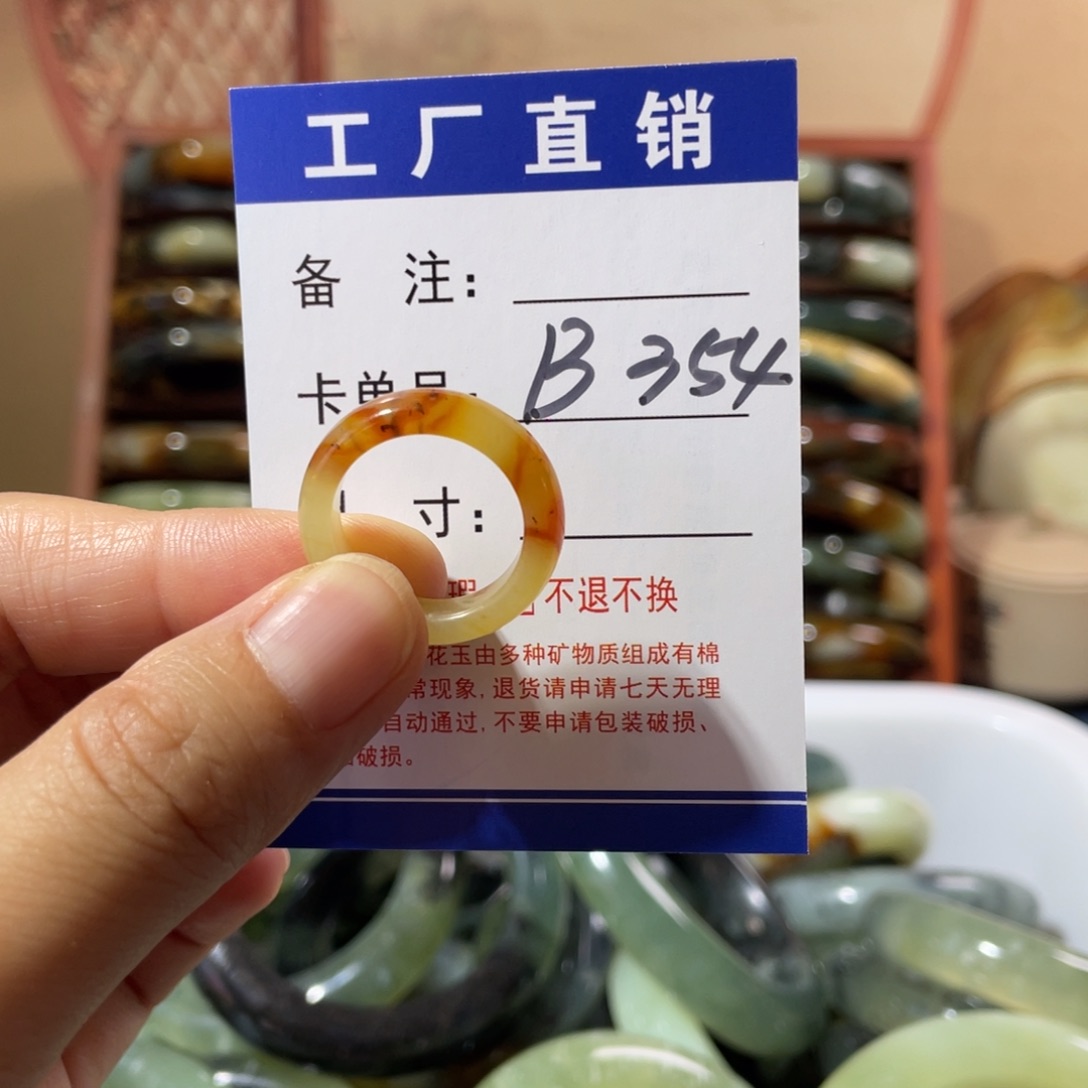 工厂直销
备 注：
卡单号： B 354
寸：
不退不换
花玉由多种矿物质组成有棉
常现象，退货请申请七天无理
自动通过，不要申请包装破损、
破损。